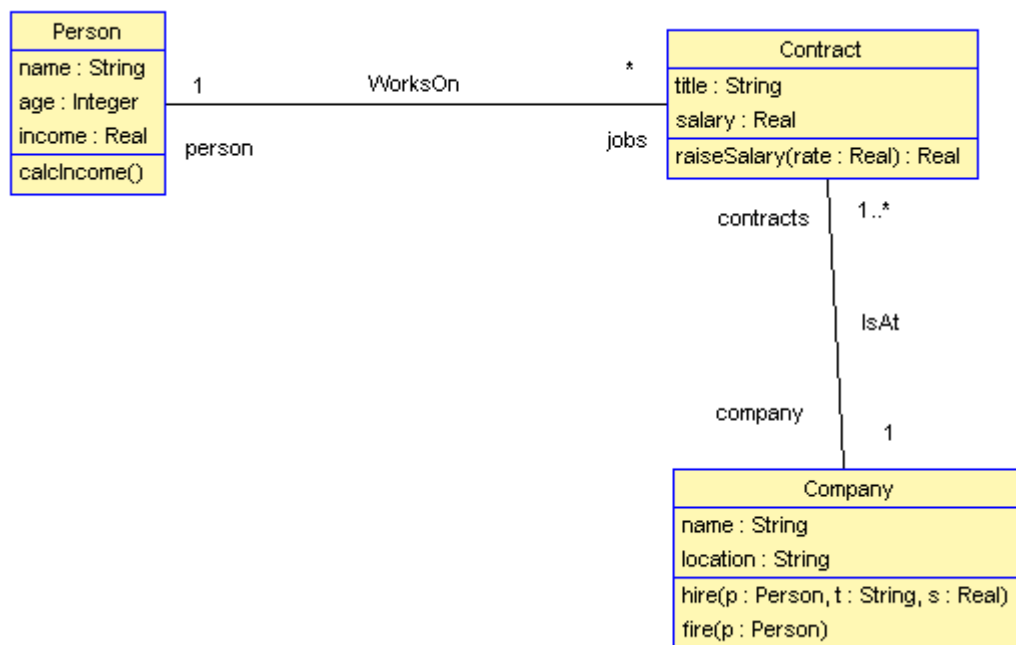 Person
name : String
age : Integer
income : Real
calcIncome()
1
WorksOn
*
person
jobs
Contract
title : String
salary : Real
raiseSalary(rate : Real) : Real
contracts
1..*
IsAt
company
1
Company
name : String
location : String
hire(p : Person, t : String, s : Real)
fire(p : Person)